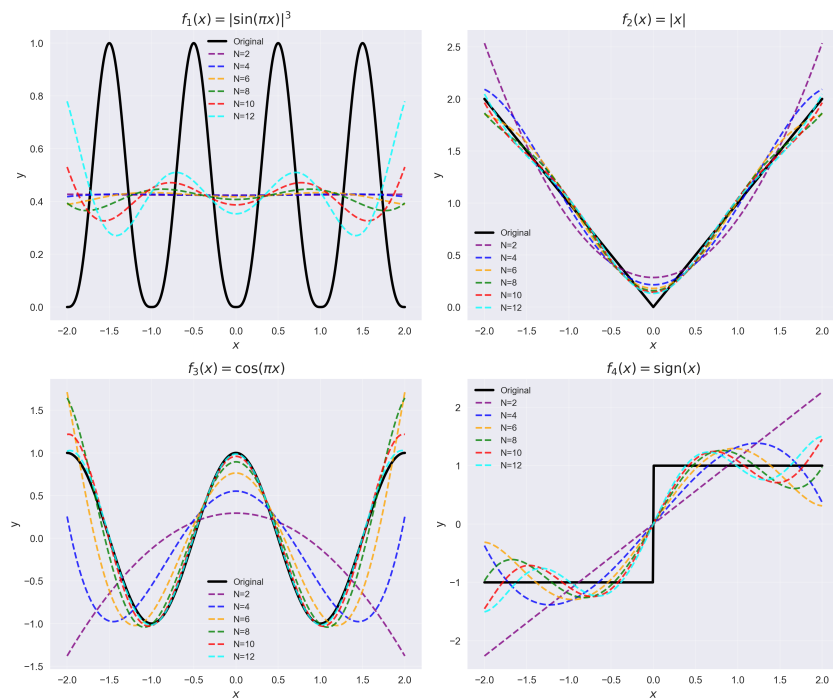 f₁(x) = |sin(πx)|³
1.0
0.8
0.6
0.4
0.2
0.0
y
Original
N=2
N=4
N=6
N=8
N=10
N=12
−2.0 −1.5 −1.0 −0.5 0.0 0.5 1.0 1.5 2.0
x
f₂(x) = |x|
2.5
2.0
1.5
1.0
0.5
0.0
y
Original
N=2
N=4
N=6
N=8
N=10
N=12
−2.0 −1.5 −1.0 −0.5 0.0 0.5 1.0 1.5 2.0
x
f₃(x) = cos(πx)
1.5
1.0
0.5
0.0
−0.5
−1.0
−1.5
y
Original
N=2
N=4
N=6
N=8
N=10
N=12
−2.0 −1.5 −1.0 −0.5 0.0 0.5 1.0 1.5 2.0
x
f₄(x) = sign(x)
2
1
0
−1
−2
y
Original
N=2
N=4
N=6
N=8
N=10
N=12
−2.0 −1.5 −1.0 −0.5 0.0 0.5 1.0 1.5 2.0
x